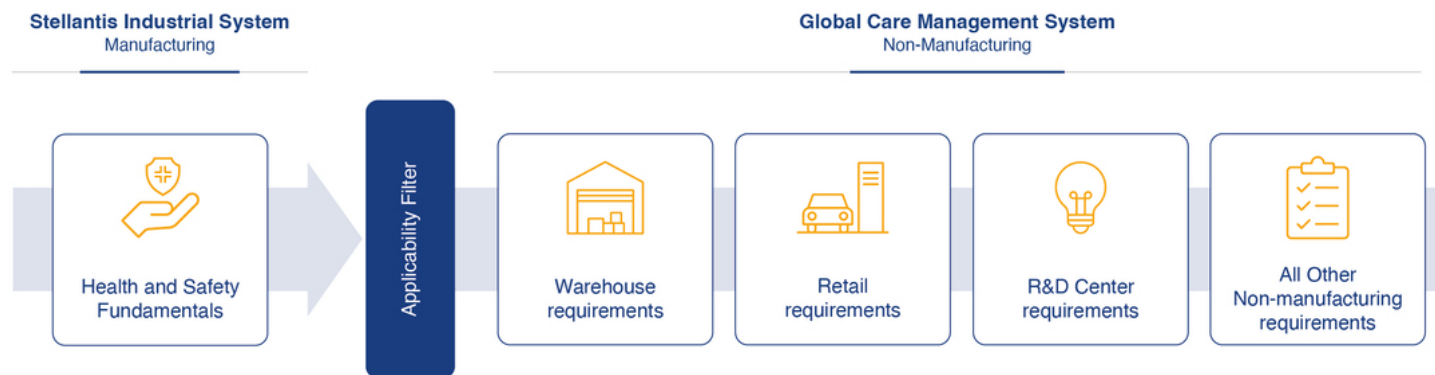 Stellantis Industrial System
Manufacturing
Global Care Management System
Non-Manufacturing
Health and Safety
Fundamentals
Applicability Filter
Warehouse
requirements
Retail
requirements
R&D Center
requirements
All Other
Non-manufacturing
requirements